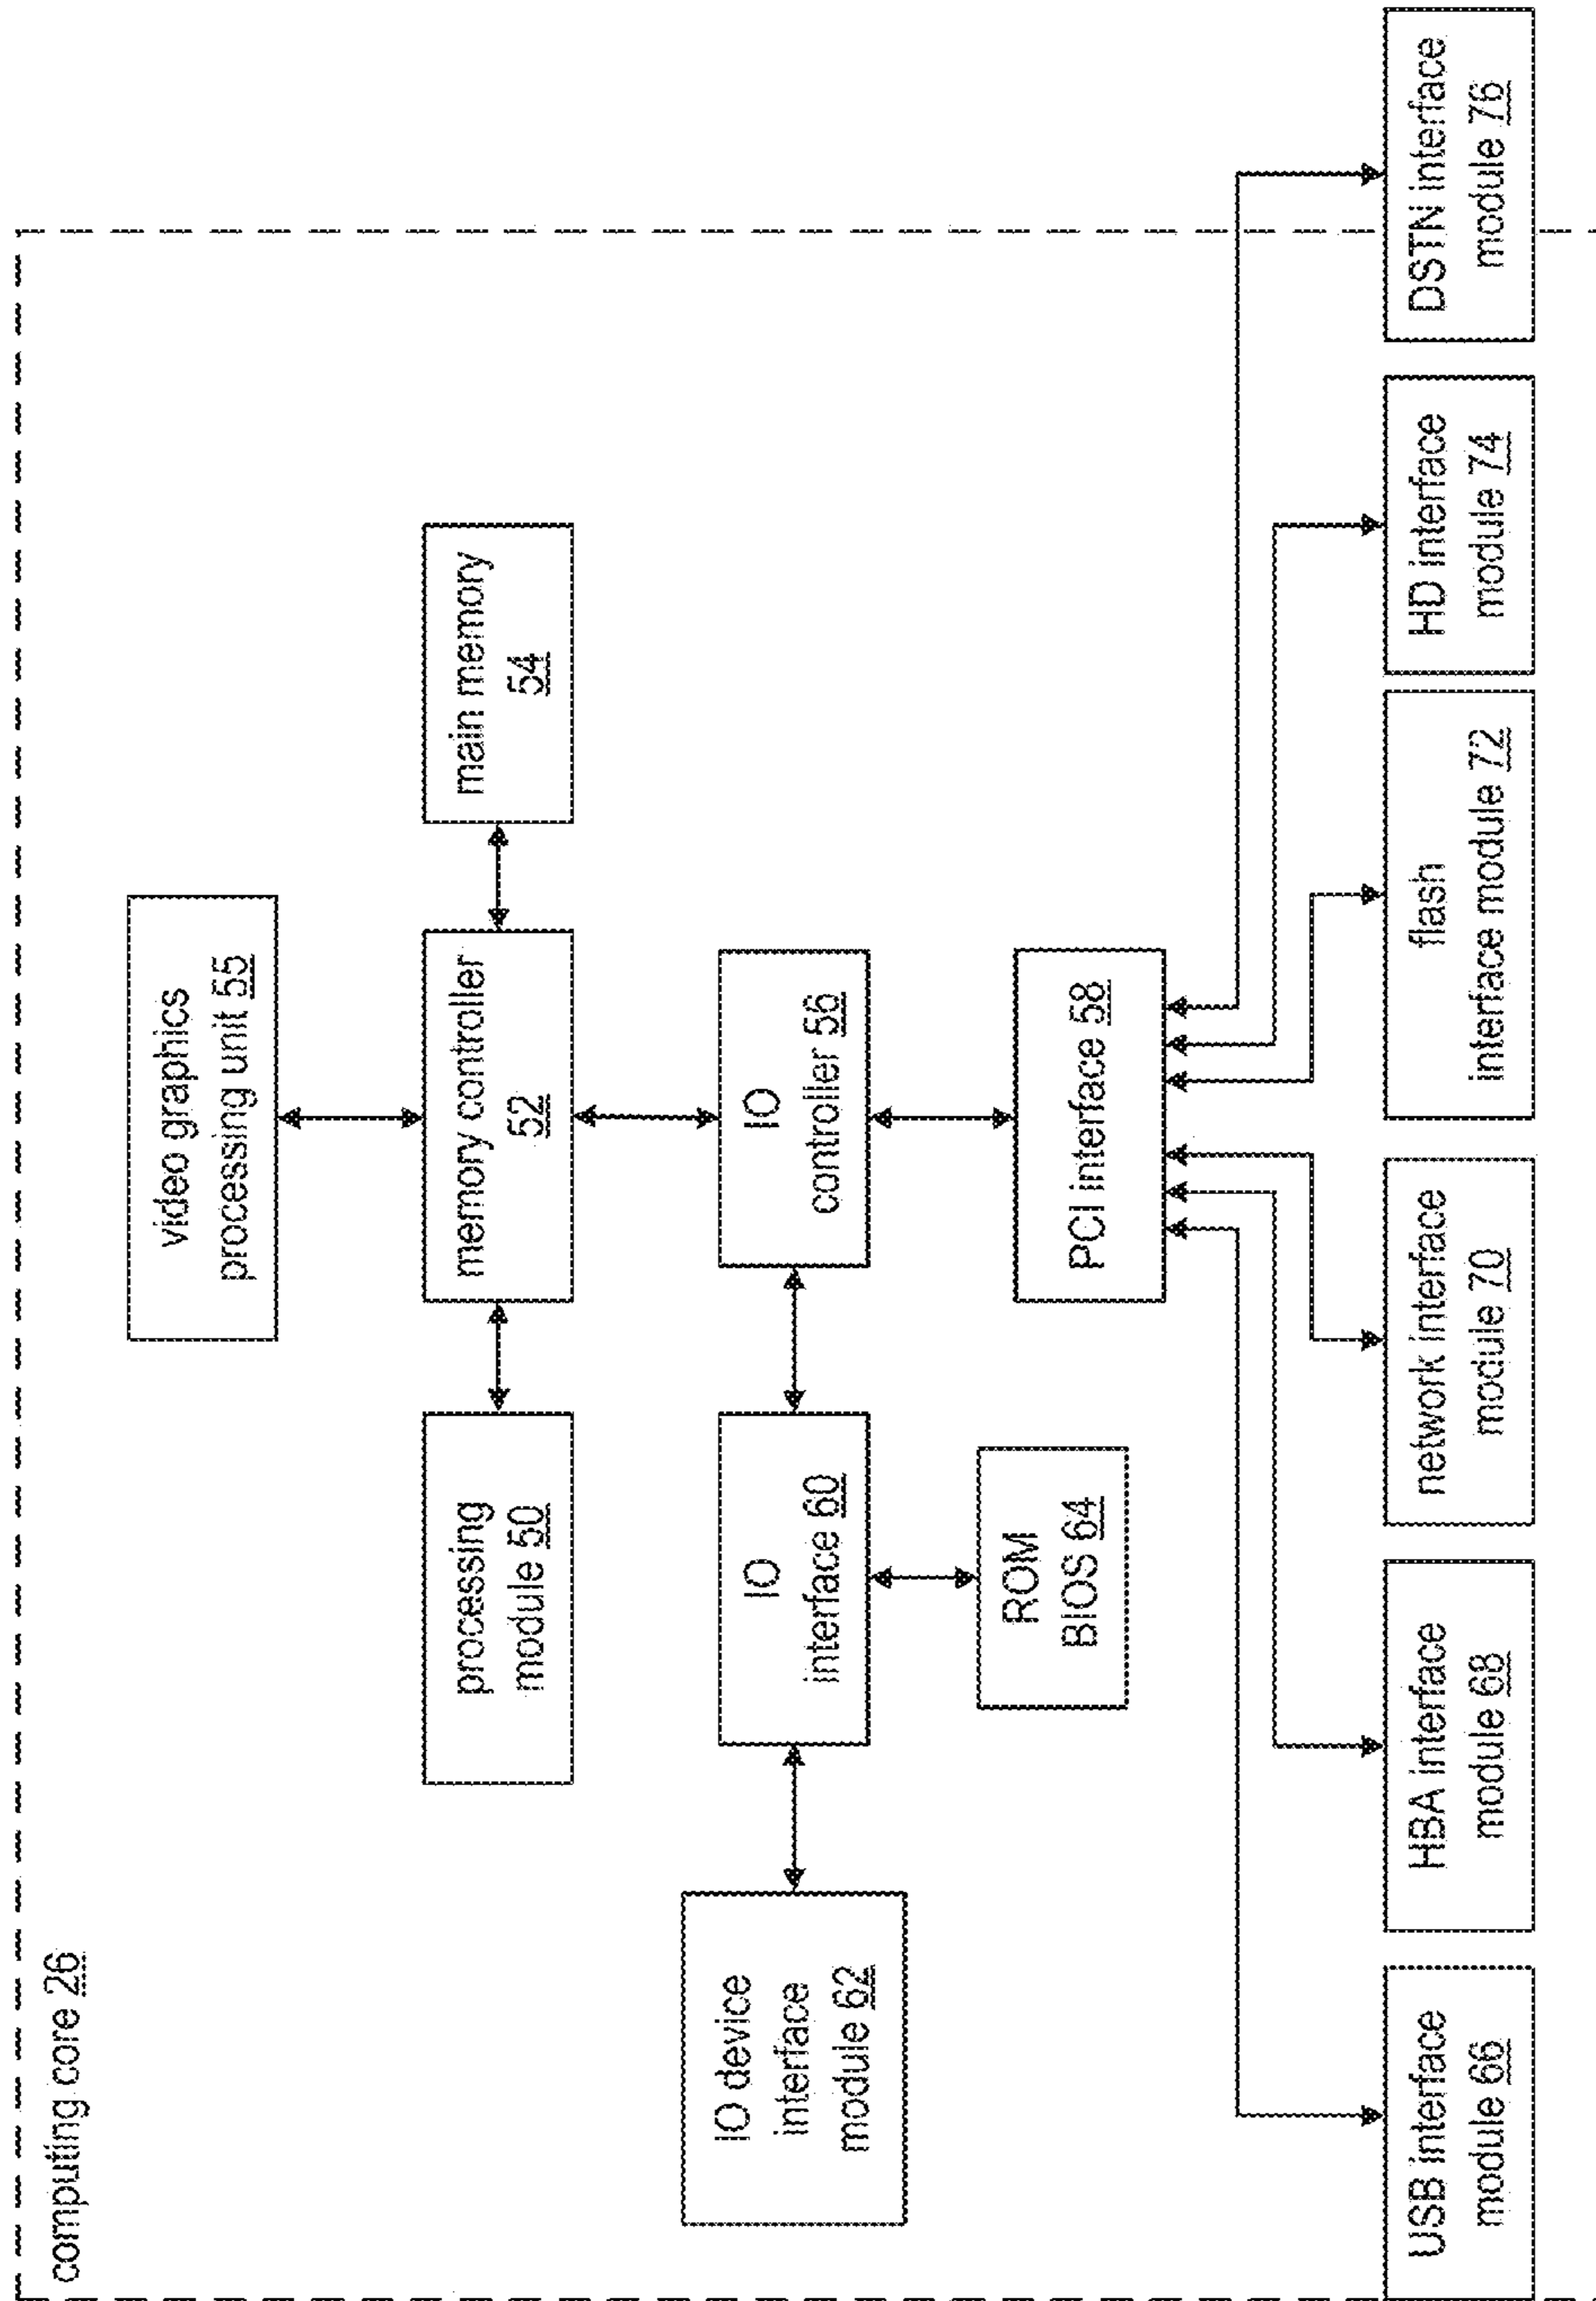 computing core 26
video graphics
processing unit 55
processing
module 50
memory controller
52
main memory
54
IO device
interface
module 62
IO
interface 60
IO
controller 56
ROM
BIOS 64
PCI interface 58
USB interface
module 66
HBA interface
module 68
network interface
module 70
flash
interface module 72
HD interface
module 74
DSTN interface
module 76